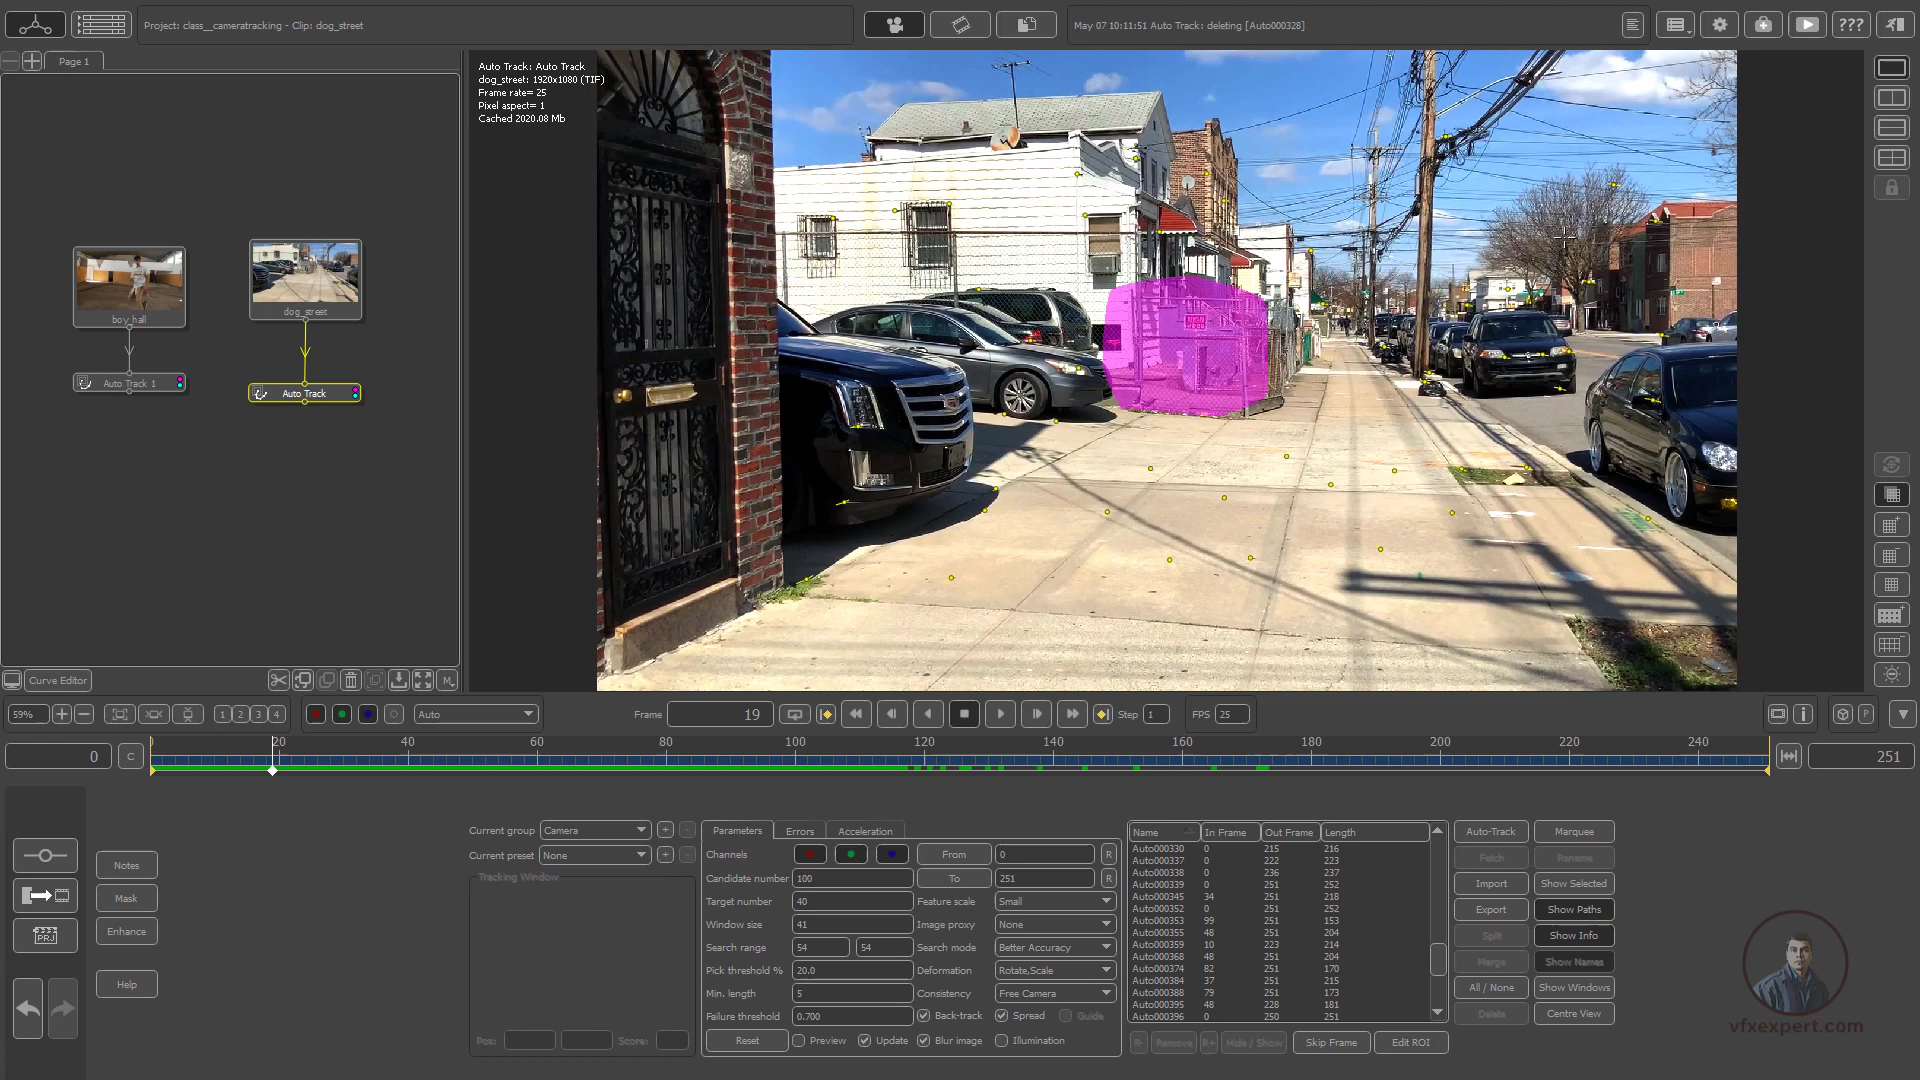 Project: class__cameratracking - Clip: dog_street
May 07 10:11:51 Auto Track: deleting [Auto000328]
???
Page 1
Auto Track: Auto Track
dog_street: 1920x1080 (TIF)
Frame rate= 25
Pixel aspect= 1
Cached 2020.08 Mb
boy_hall
dog_street
Auto Track 1
Auto Track
Curve Editor
M
59%
1 2 3 4
Auto
Frame 19
Step 1
FPS 25
i
P
0
C
20 40 60 80 100 120 140 160 180 200 220 240
251
Notes
Mask
Enhance
Help
PRJ
Current group Camera
Current preset None
Tracking Window
Pos:
Score:
Parameters Errors Acceleration
Channels From 0 R
Candidate number 100 To 251 R
Target number 40 Feature scale Small
Window size 41 Image proxy None
Search range 54 54 Search mode Better Accuracy
Pick threshold % 20.0 Deformation Rotate,Scale
Min. length 5 Consistency Free Camera
Failure threshold 0.700 Back-track Spread Guide
Reset Preview Update Blur image Illumination
Name In Frame Out Frame Length
Auto000330 0 215 216
Auto000337 0 222 223
Auto000338 0 236 237
Auto000339 0 251 252
Auto000345 34 251 218
Auto000352 0 251 252
Auto000353 99 251 153
Auto000355 48 251 204
Auto000359 10 223 214
Auto000368 48 251 204
Auto000374 82 251 170
Auto000384 37 251 215
Auto000388 79 251 173
Auto000395 48 228 181
Auto000396 0 250 251
R- Remove R+ Hide / Show Skip Frame Edit ROI
Auto-Track Marquee
Fetch Rename
Import Show Selected
Export Show Paths
Split Show Info
Merge Show Names
All / None Show Windows
Delete Centre View
vfxexpert.com